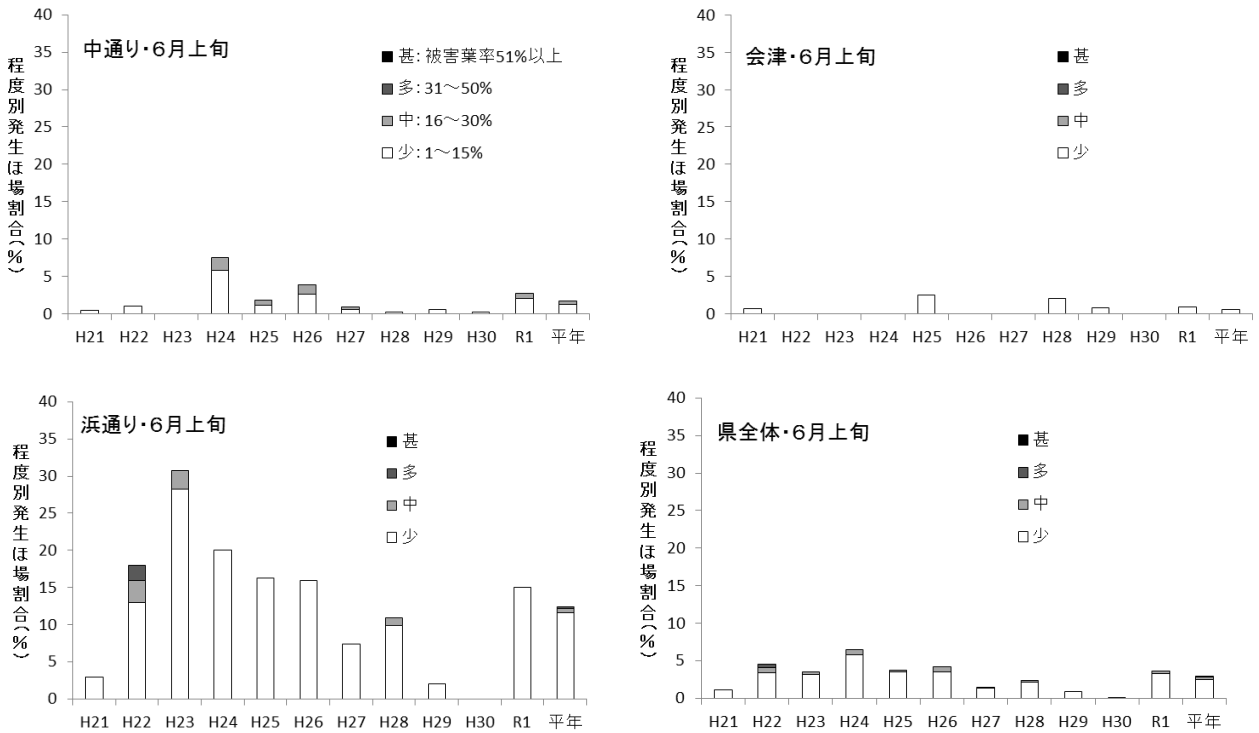 中通り・6月上旬
■甚：被害葉率51%以上
■多：31～50%
■中：16～30%
□少：1～15%
程度別発生ほ場割合(%)
40
35
30
25
20
15
10
5
0
H21 H22 H23 H24 H25 H26 H27 H28 H29 H30 R1 平年
会津・6月上旬
■甚
■多
■中
□少
程度別発生ほ場割合(%)
40
35
30
25
20
15
10
5
0
H21 H22 H23 H24 H25 H26 H27 H28 H29 H30 R1 平年
浜通り・6月上旬
■甚
■多
■中
□少
程度別発生ほ場割合(%)
40
35
30
25
20
15
10
5
0
H21 H22 H23 H24 H25 H26 H27 H28 H29 H30 R1 平年
県全体・6月上旬
■甚
■多
■中
□少
程度別発生ほ場割合(%)
40
35
30
25
20
15
10
5
0
H21 H22 H23 H24 H25 H26 H27 H28 H29 H30 R1 平年